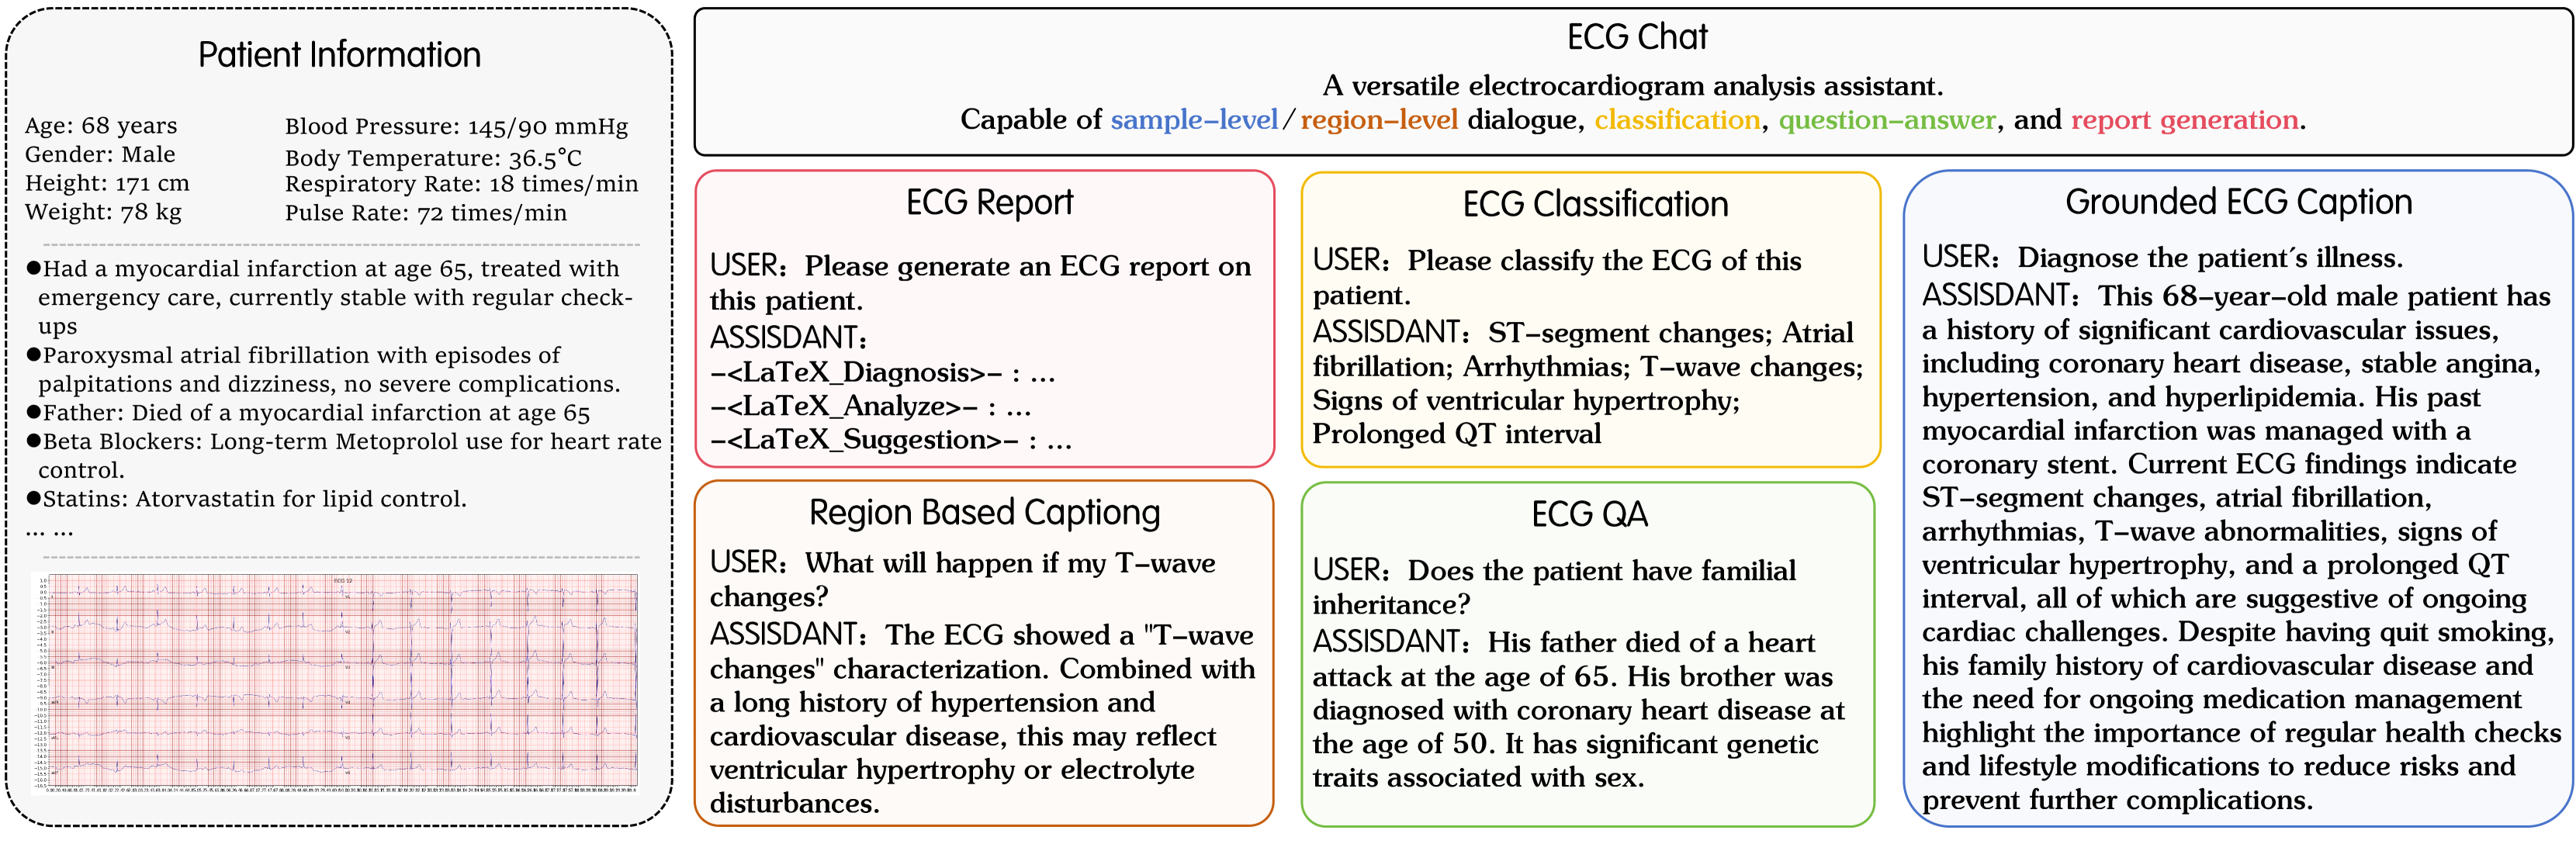 Patient Information
Age: 68 years
Gender: Male
Height: 171 cm
Weight: 78 kg
Blood Pressure: 145/90 mmHg
Body Temperature: 36.5°C
Respiratory Rate: 18 times/min
Pulse Rate: 72 times/min
●Had a myocardial infarction at age 65, treated with
emergency care, currently stable with regular check-
ups
●Paroxysmal atrial fibrillation with episodes of
palpitations and dizziness, no severe complications.
●Father: Died of a myocardial infarction at age 65
●Beta Blockers: Long-term Metoprolol use for heart rate
control.
●Statins: Atorvastatin for lipid control.
... ...
ECG 12
ECG Chat
A versatile electrocardiogram analysis assistant.
Capable of sample-level/region-level dialogue, classification, question-answer, and report generation.
ECG Report
USER: Please generate an ECG report on
this patient.
ASSISDANT:
-<LaTeX_Diagnosis>- : ...
-<LaTeX_Analyze>- : ...
-<LaTeX_Suggestion>- : ...
ECG Classification
USER: Please classify the ECG of this
patient.
ASSISDANT: ST-segment changes; Atrial
fibrillation; Arrhythmias; T-wave changes;
Signs of ventricular hypertrophy;
Prolonged QT interval
Region Based Captiong
USER: What will happen if my T-wave
changes?
ASSISDANT: The ECG showed a "T-wave
changes" characterization. Combined with
a long history of hypertension and
cardiovascular disease, this may reflect
ventricular hypertrophy or electrolyte
disturbances.
ECG QA
USER: Does the patient have familial
inheritance?
ASSISDANT: His father died of a heart
attack at the age of 65. His brother was
diagnosed with coronary heart disease at
the age of 50. It has significant genetic
traits associated with sex.
Grounded ECG Caption
USER: Diagnose the patient's illness.
ASSISDANT: This 68-year-old male patient has
a history of significant cardiovascular issues,
including coronary heart disease, stable angina,
hypertension, and hyperlipidemia. His past
myocardial infarction was managed with a
coronary stent. Current ECG findings indicate
ST-segment changes, atrial fibrillation,
arrhythmias, T-wave abnormalities, signs of
ventricular hypertrophy, and a prolonged QT
interval, all of which are suggestive of ongoing
cardiac challenges. Despite having quit smoking,
his family history of cardiovascular disease and
the need for ongoing medication management
highlight the importance of regular health checks
and lifestyle modifications to reduce risks and
prevent further complications.